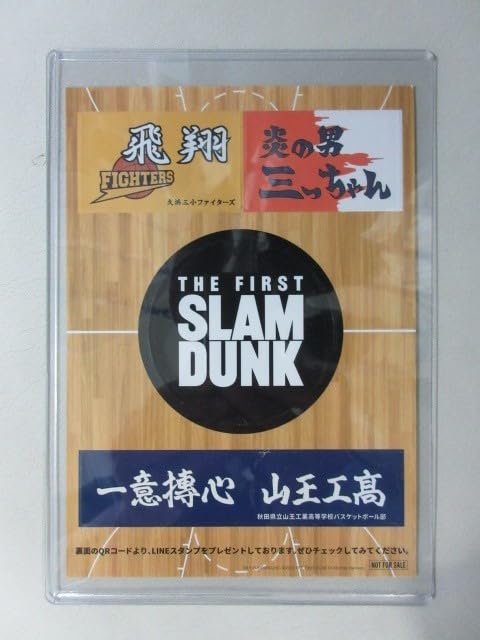 飛翔
FIGHTERS
久浜三小ファイターズ
炎の男
三っちゃん
THE FIRST
SLAM
DUNK
一意摶心 山王工高
秋田県立山王工業高等学校バスケットボール部
裏面のQRコードより、LINEスタンプをプレゼントしております。ぜひチェックしてみてください。
NOT FOR SALE